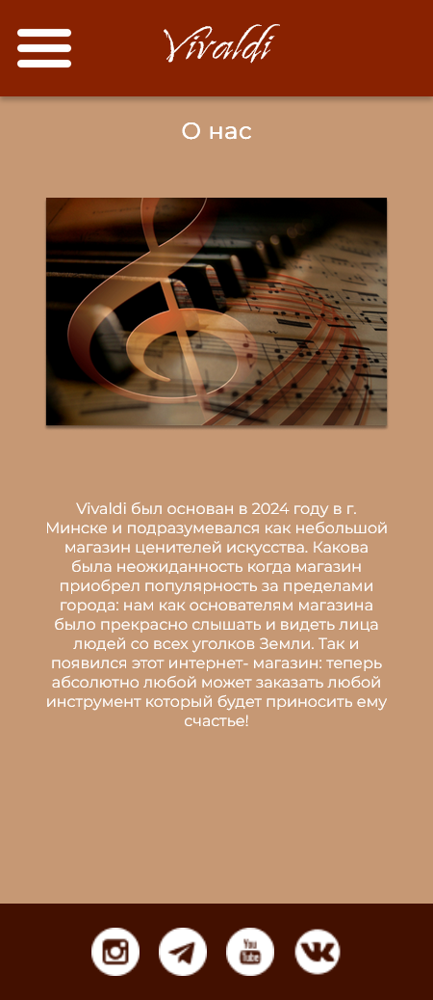 Vivaldi
О нас
Vivaldi был основан в 2024 году в г.
Минске и подразумевался как небольшой
магазин ценителей искусства. Какова
была неожиданность когда магазин
приобрел популярность за пределами
города: нам как основателям магазина
было прекрасно слышать и видеть лица
людей со всех уголков Земли. Так и
появился этот интернет- магазин: теперь
абсолютно любой может заказать любой
инструмент который будет приносить ему
счастье!
You
Tube